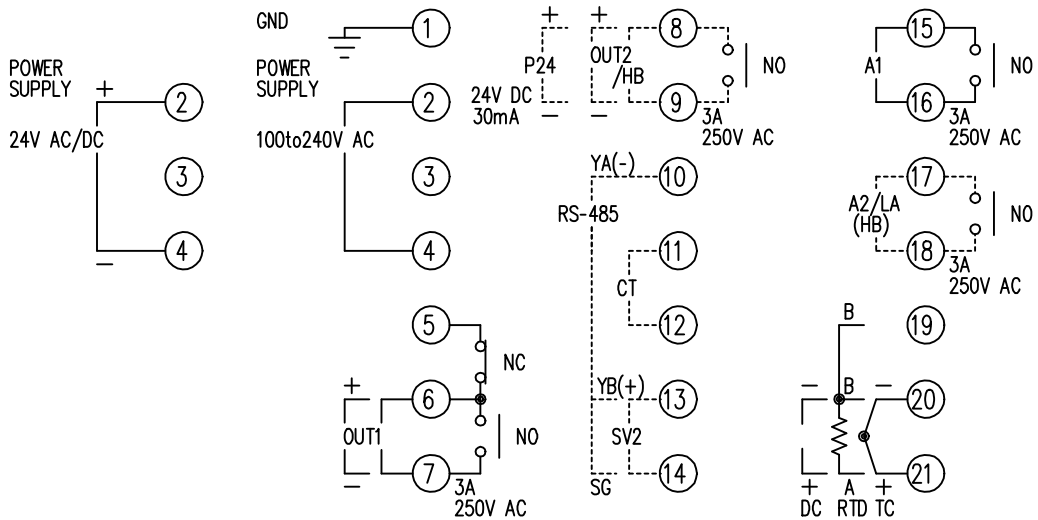 POWER
SUPPLY
+
2
24V AC/DC
3
4
−
GND
1
POWER
SUPPLY
2
100to240V AC
3
4
5
NC
+
6
OUT1
NO
−
7
3A
250V AC
+
+
8
P24
OUT2
/HB
NO
24V DC
30mA
−
−
9
3A
250V AC
YA(-)
10
RS-485
11
CT
12
YB(+)
13
SV2
14
SG
15
A1
NO
16
3A
250V AC
17
A2/LA
(HB)
NO
18
3A
250V AC
B
19
−
B
−
20
21
+
A
+
DC
RTD
TC